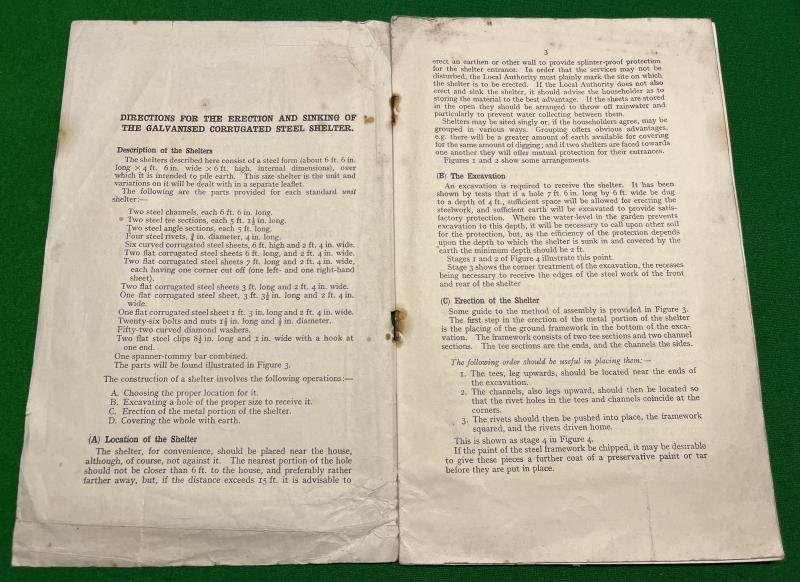 DIRECTIONS FOR THE ERECTION AND SINKING OF
THE GALVANISED CORRUGATED STEEL SHELTER.
Description of the Shelters
The shelters described here consist of a steel form (about 6 ft. 6 in.
long × 4 ft. 6 in. wide × 6 ft. high, internal dimensions), over
which it is intended to pile earth. This size shelter is the unit and
variations on it will be dealt with in a separate leaflet.
The following are the parts provided for each standard unit
shelter:—
Two steel channels, each 6 ft. 6 in. long.
Two steel tee sections, each 5 ft. 1½ in. long.
Two steel angle sections, each 5 ft. long.
Four steel rivets, in. diameter, 4 in. long.
Six curved corrugated steel sheets, 6 ft. high and 2 ft. 4 in. wide.
Two flat corrugated steel sheets 6 ft. long, and 2 ft. 4 in. wide.
Two flat corrugated steel sheets 7 ft. long and 2 ft. 4 in. wide,
each having one corner cut off (one left- and one right-hand
sheet).
Two flat corrugated steel sheets 3 ft. long and 2 ft. 4 in. wide.
One flat corrugated steel sheet, 3 ft. 3½ in. long and 2 ft. 4 in.
wide.
One flat corrugated steel sheet 1 ft. 3 in. long and 2 ft. 4 in. wide.
Twenty-six bolts and nuts long and diameter.
Fifty-two curved diamond washers.
Two flat steel clips 8½ in. long and 1 in. wide with a hook at
one end.
One spanner-tommy bar combined.
The parts will be found illustrated in Figure 3.
The construction of a shelter involves the following operations:—
A. Choosing the proper location for it.
B. Excavating a hole of the proper size to receive it.
C. Erection of the metal portion of the shelter.
D. Covering the whole with earth.
(A) Location of the Shelter
The shelter, for convenience, should be placed near the house,
although, of course, not against it. The nearest portion of the hole
should not be closer than 6 ft. to the house, and preferably rather
farther away, but, if the distance exceeds 15 ft. it is advisable to
3
erect an earthen or other wall to provide splinter-proof protection
for the shelter entrance. In order that the services may not be
disturbed, the Local Authority must plainly mark the site on which
the shelter is to be erected. If the Local Authority does not also
erect and sink the shelter, it should advise the householder as to
storing the material to the best advantage. If the sheets are stored
in the open they should be arranged to throw off rainwater and
particularly to prevent water collecting between them.
Shelters may be sited singly or, if the householders agree, may be
grouped in various ways. Grouping offers obvious advantages,
e.g. there will be a greater amount of earth available for covering
for the same amount of digging; and if two shelters are faced towards
one another they will offer mutual protection for their entrances.
Figures 1 and 2 show some arrangements.
(B) The Excavation
An excavation is required to receive the shelter. It has been
shown by tests that if a hole 7 ft. 6 in. long by 6 ft. wide be dug
to a depth of 4 ft., sufficient space will be allowed for erecting the
steelwork, and sufficient earth will be excavated to provide satis-
factory protection. Where the water-level in the garden prevents
excavation to this depth, it will be necessary to call upon other soil
for the protection, but, as the efficiency of the protection depends
upon the depth to which the shelter is sunk in and covered by the
earth the minimum depth should be 2 ft.
Stages 1 and 2 of Figure 4 illustrate this point.
Stage 3 shows the corner treatment of the excavation, the recesses
being necessary to receive the edges of the steel work of the front
and rear of the shelter
(C) Erection of the Shelter
Some guide to the method of assembly is provided in Figure 3.
The first step in the erection of the metal portion of the shelter
is the placing of the ground framework in the bottom of the exca-
vation. The framework consists of two tee sections and two channel
sections. The tee sections are the ends, and the channels the sides.
The following order should be useful in placing them:—
1. The tees, leg upwards, should be located near the ends of
the excavation.
2. The channels, also legs upward, should then be located so
that the rivet holes in the tees and channels coincide at the
corners.
3. The rivets should then be pushed into place, the framework
squared, and the rivets driven home.
This is shown as stage 4 in Figure 4.
If the paint of the steel framework be chipped, it may be desirable
to give these pieces a further coat of a preservative paint or tar
before they are put in place.